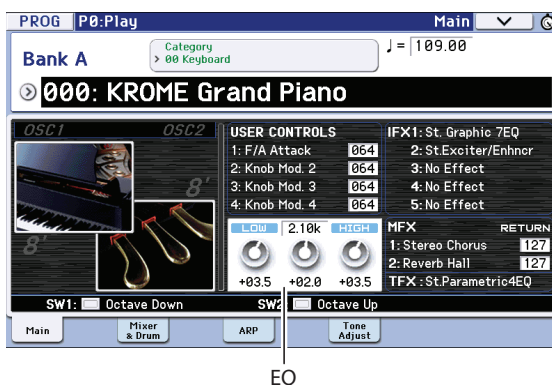 PROG P0:Play Main
Bank A
Category
00 Keyboard
♩= 109.00
000: KROME Grand Piano
OSC1 OSC2
8'
8'
USER CONTROLS
1: F/A Attack 064
2: Knob Mod. 2 064
3: Knob Mod. 3 064
4: Knob Mod. 4 064
LOW 2.10k HIGH
+03.5 +02.0 +03.5
IFX1: St. Graphic 7EQ
2: St.Exciter/Enhncr
3: No Effect
4: No Effect
5: No Effect
MFX RETURN
1: Stereo Chorus 127
2: Reverb Hall 127
TFX : St.Parametric4EQ
SW1: Octave Down SW2: Octave Up
Main
Mixer
& Drum
ARP
Tone
Adjust
EQ